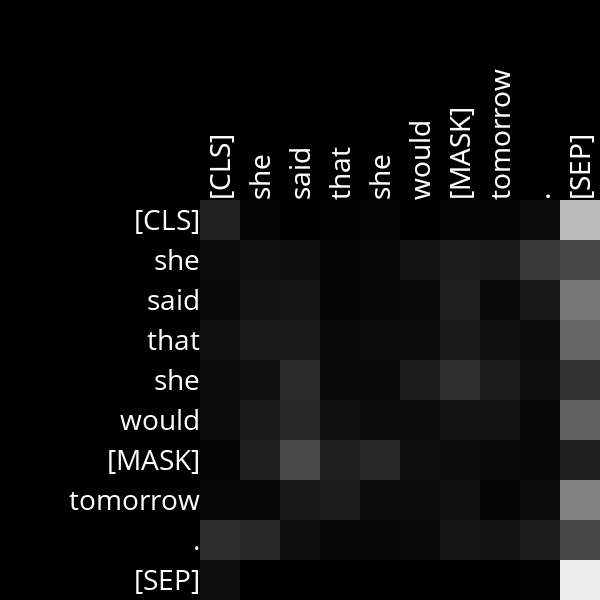 [CLS]
she
said
that
she
would
[MASK]
tomorrow
.
[SEP]
[CLS]
she
said
that
she
would
[MASK]
tomorrow
.
[SEP]